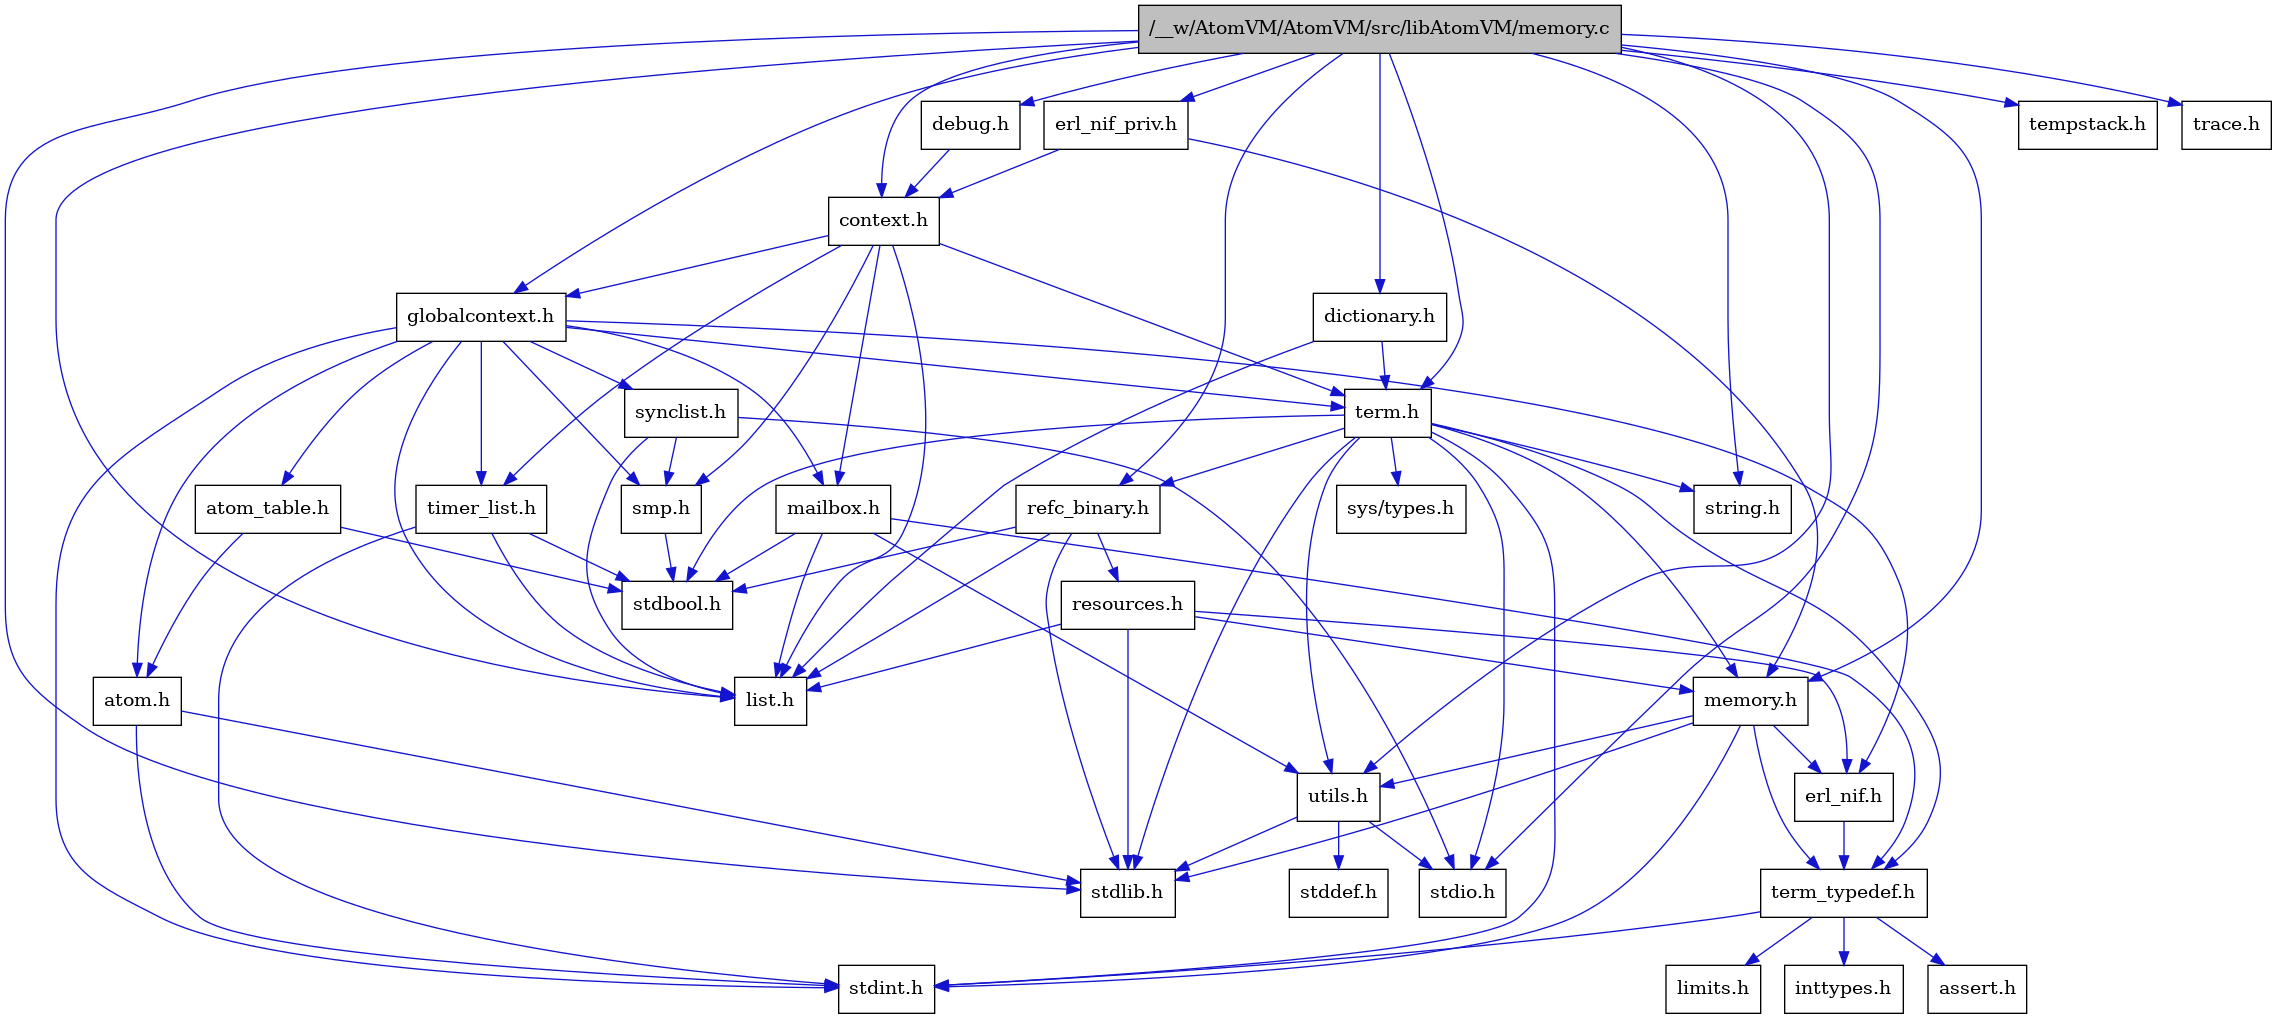 /__w/AtomVM/AtomVM/src/libAtomVM/memory.c
debug.h
erl_nif_priv.h
tempstack.h
trace.h
context.h
globalcontext.h
dictionary.h
synclist.h
term.h
atom_table.h
timer_list.h
smp.h
mailbox.h
refc_binary.h
sys/types.h
string.h
stdbool.h
resources.h
atom.h
list.h
memory.h
utils.h
erl_nif.h
stdlib.h
stddef.h
stdio.h
term_typedef.h
stdint.h
limits.h
inttypes.h
assert.h